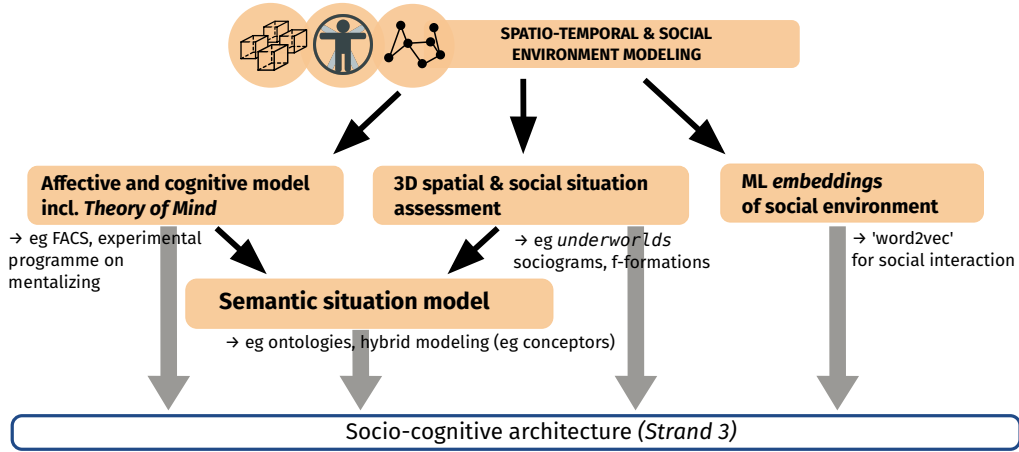 SPATIO-TEMPORAL & SOCIAL
ENVIRONMENT MODELING
Affective and cognitive model
incl. Theory of Mind
→ eg FACS, experimental
programme on
mentalizing
3D spatial & social situation
assessment
→ eg underworlds
sociograms, f-formations
ML embeddings
of social environment
→ 'word2vec'
for social interaction
Semantic situation model
→ eg ontologies, hybrid modeling (eg conceptors)
Socio-cognitive architecture (Strand 3)